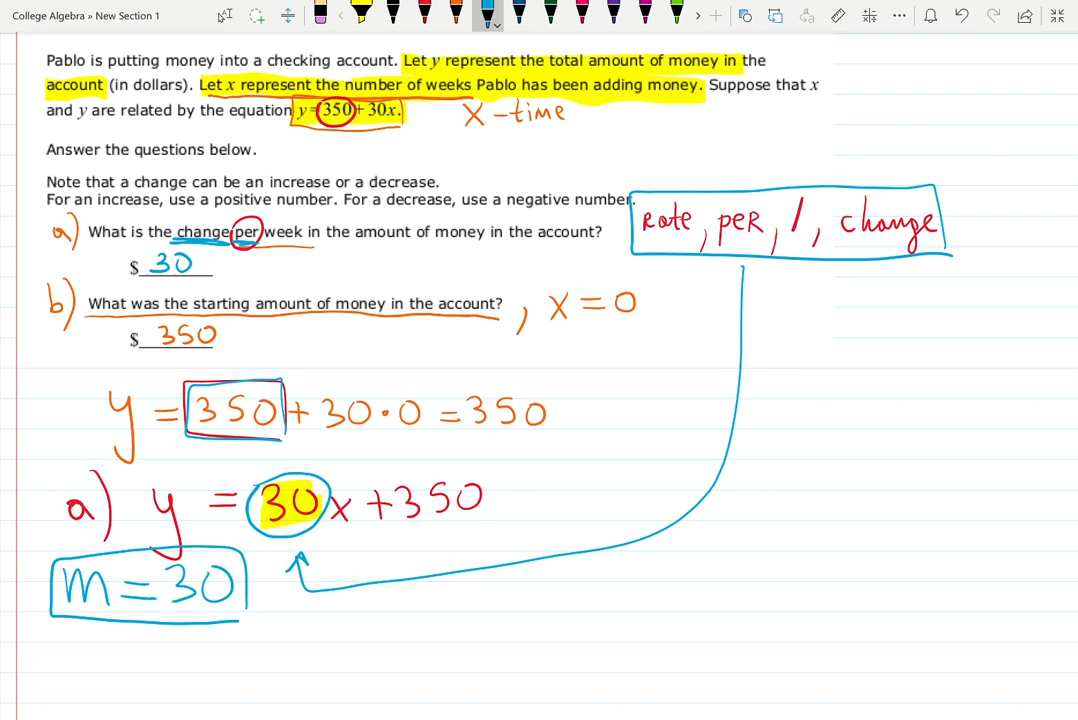 College Algebra » New Section 1
Pablo is putting money into a checking account. Let y represent the total amount of money in the
account (in dollars). Let x represent the number of weeks Pablo has been adding money. Suppose that x
and y are related by the equation y=350+30x.
x-time
Answer the questions below.
Note that a change can be an increase or a decrease.
For an increase, use a positive number. For a decrease, use a negative number.
Rate, peR, /, change
a) What is the change per week in the amount of money in the account?
$ 30
b) What was the starting amount of money in the account? , x=0
$ 350
y = 350 + 30·0 = 350
a) y = 30x+350
m=30